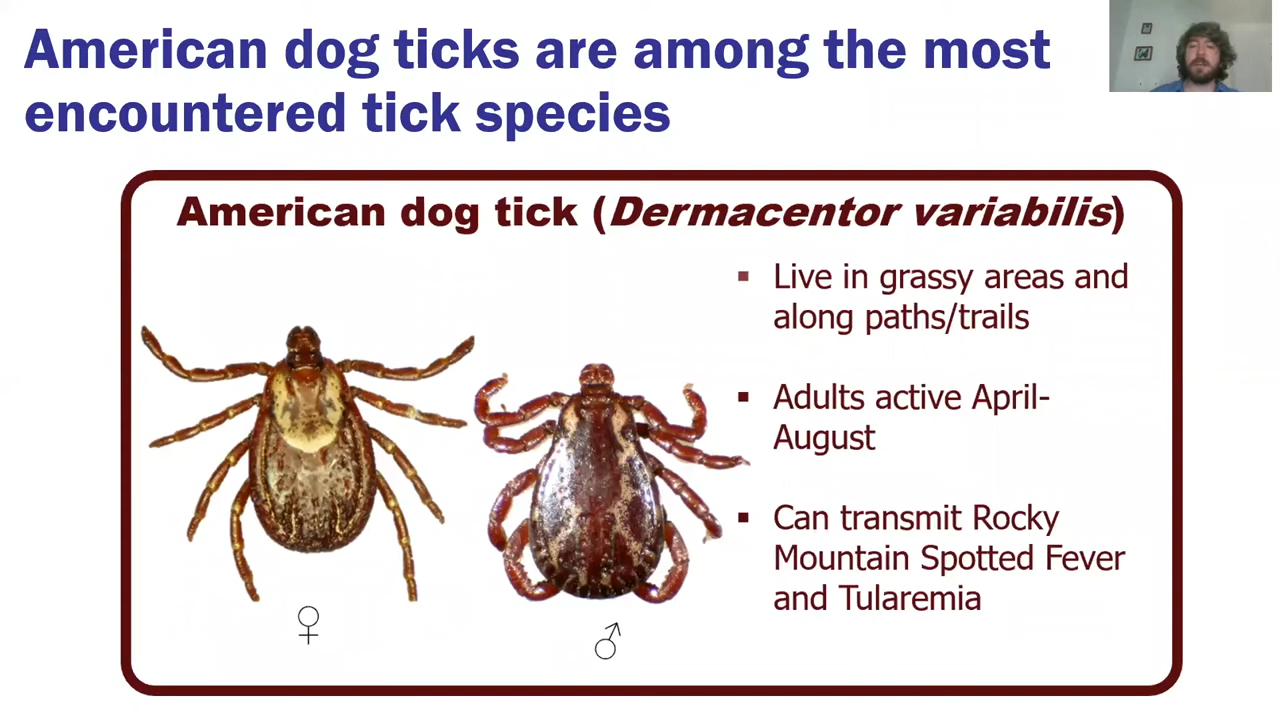 American dog ticks are among the most
encountered tick species
American dog tick (Dermacentor variabilis)
▪ Live in grassy areas and
along paths/trails
▪ Adults active April-
August
▪ Can transmit Rocky
Mountain Spotted Fever
and Tularemia
♀
♂